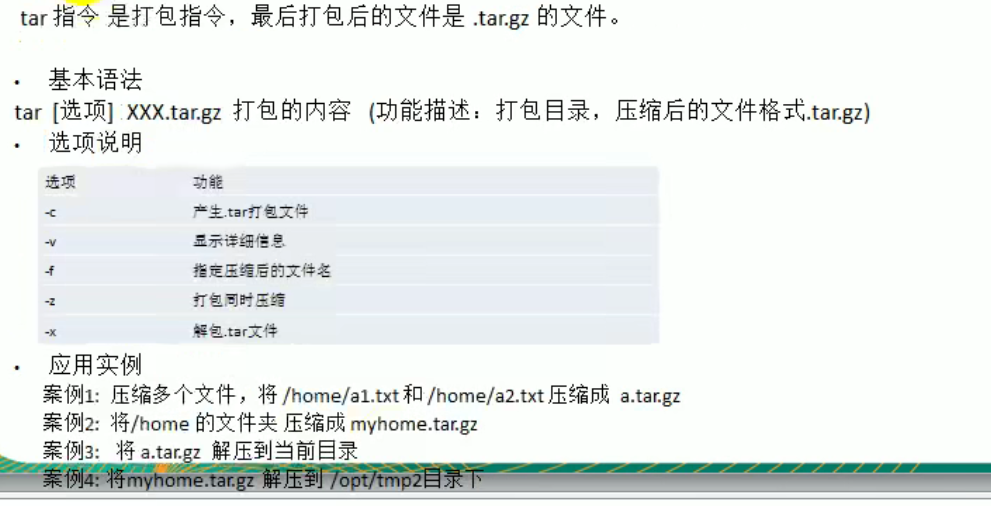 tar 指令 是打包指令，最后打包后的文件是 .tar.gz 的文件。
• 基本语法
tar [选项] XXX.tar.gz 打包的内容 (功能描述：打包目录，压缩后的文件格式.tar.gz)
• 选项说明
选项 功能
-c 产生.tar打包文件
-v 显示详细信息
-f 指定压缩后的文件名
-z 打包同时压缩
-x 解包.tar文件
• 应用实例
案例1: 压缩多个文件，将 /home/a1.txt 和 /home/a2.txt 压缩成 a.tar.gz
案例2: 将/home 的文件夹 压缩成 myhome.tar.gz
案例3: 将 a.tar.gz 解压到当前目录
案例4: 将myhome.tar.gz 解压到 /opt/tmp2目录下